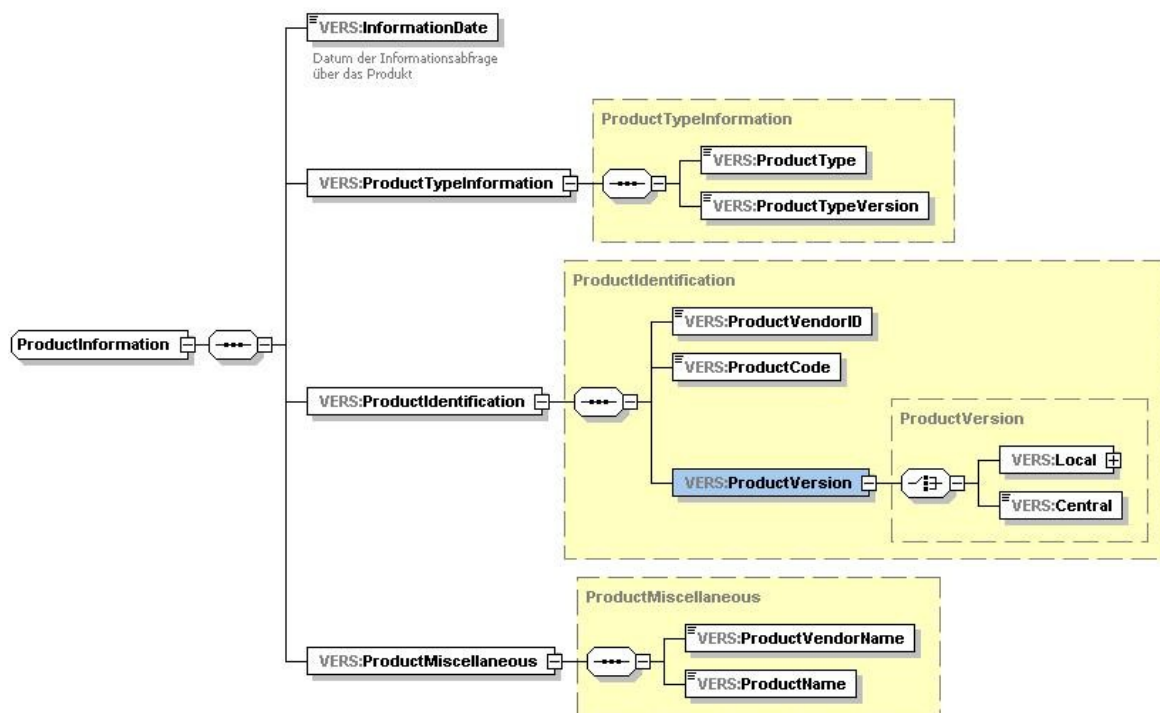 VERS:InformationDate
Datum der Informationsabfrage
über das Produkt
ProductTypeInformation
VERS:ProductType
VERS:ProductTypeInformation
VERS:ProductTypeVersion
ProductIdentification
VERS:ProductVendorID
ProductInformation
VERS:ProductCode
VERS:ProductIdentification
ProductVersion
VERS:Local
VERS:ProductVersion
VERS:Central
ProductMiscellaneous
VERS:ProductVendorName
VERS:ProductMiscellaneous
VERS:ProductName